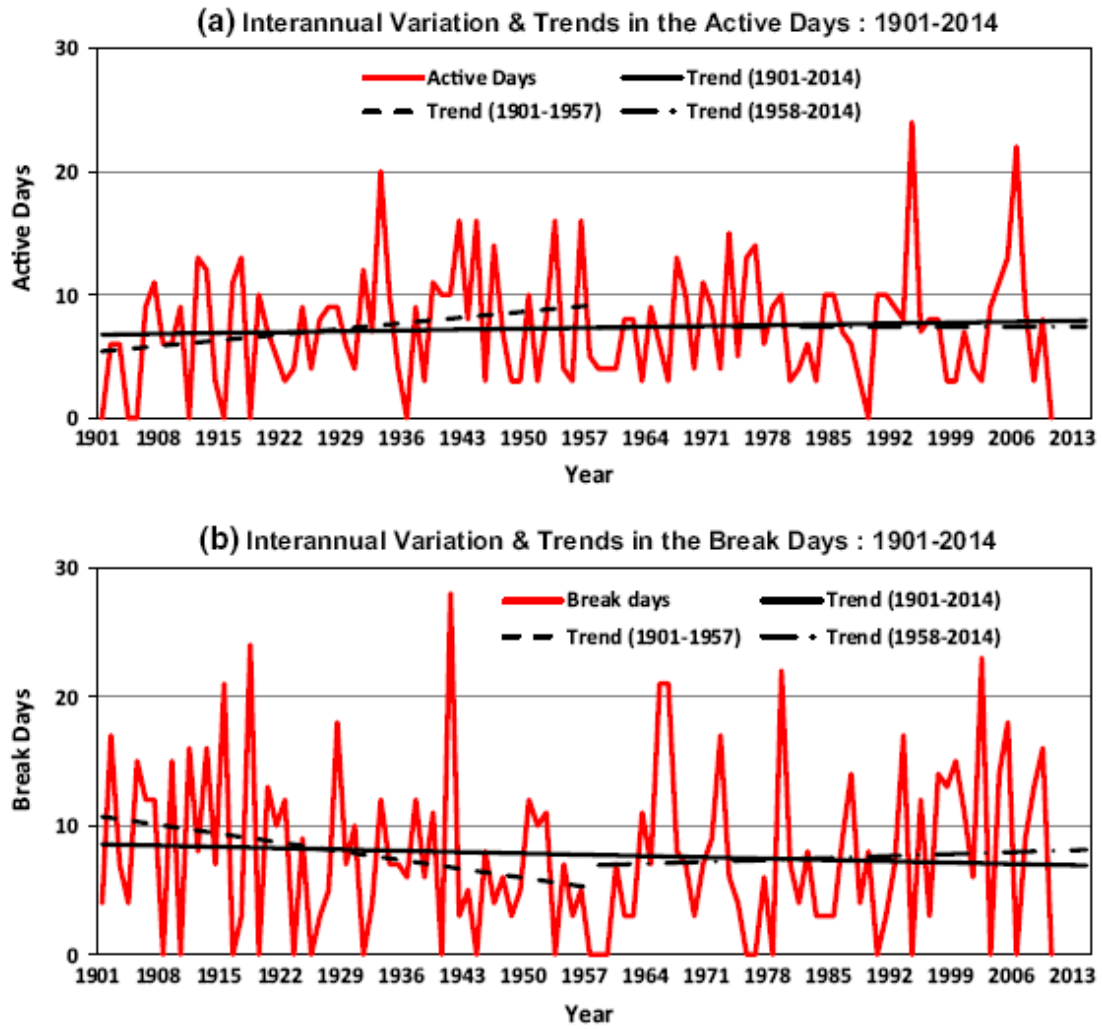 (a) Interannual Variation & Trends in the Active Days : 1901-2014
30
20
10
0
Active Days
Active Days
Trend (1901-2014)
Trend (1901-1957)
Trend (1958-2014)
1901 1908 1915 1922 1929 1936 1943 1950 1957 1964 1971 1978 1985 1992 1999 2006 2013
Year
(b) Interannual Variation & Trends in the Break Days : 1901-2014
30
20
10
0
Break Days
Break days
Trend (1901-2014)
Trend (1901-1957)
Trend (1958-2014)
1901 1908 1915 1922 1929 1936 1943 1950 1957 1964 1971 1978 1985 1992 1999 2006 2013
Year